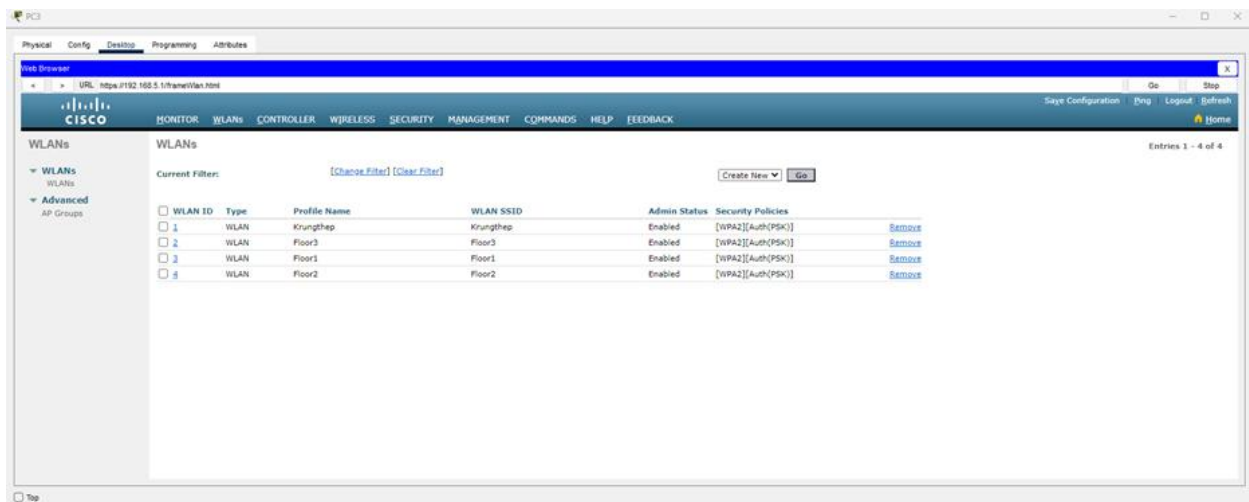 PC3
Physical Config Desktop Programming Attributes
Web Browser X
< > URL https://192.168.5.1/frameWlan.html Go Stop
Save Configuration Ping Logout Refresh
CISCO MONITOR WLANs CONTROLLER WIRELESS SECURITY MANAGEMENT COMMANDS HELP FEEDBACK Home
WLANs
WLANs
WLANs
Advanced
AP Groups
WLANs Entries 1 - 4 of 4
Current Filter: [Change Filter] [Clear Filter] Create New Go
WLAN ID Type Profile Name WLAN SSID Admin Status Security Policies
1 WLAN Krungthep Krungthep Enabled [WPA2][Auth(PSK)] Remove
2 WLAN Floor3 Floor3 Enabled [WPA2][Auth(PSK)] Remove
3 WLAN Floor1 Floor1 Enabled [WPA2][Auth(PSK)] Remove
4 WLAN Floor2 Floor2 Enabled [WPA2][Auth(PSK)] Remove
Top